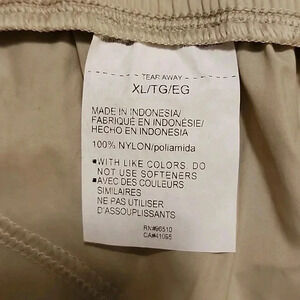 TEAR AWAY
XL/TG/EG
MADE IN INDONESIA/
FABRIQUÉ EN INDONÉSIE/
HECHO EN INDONESIA
100% NYLON/poliamida
▪WITH LIKE COLORS. DO
NOT USE SOFTENERS
▪AVEC DES COULEURS
SIMILAIRES
NE PAS UTILISER
D'ASSOUPLISSANTS
RN#96510
CA#41095